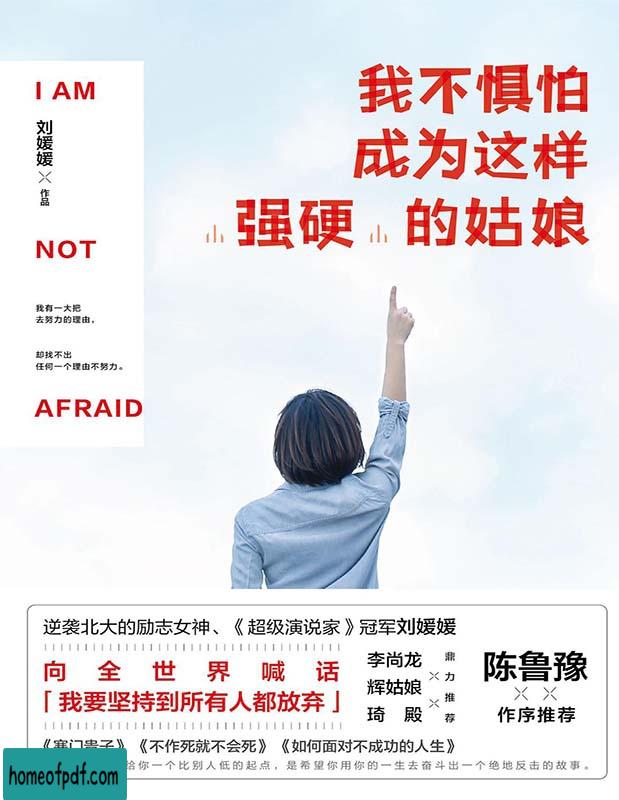 I AM
刘媛媛
作品
NOT
我有一大把
去努力的理由，
却找不出
任何一个理由不努力。
AFRAID
我不惧怕
成为这样
强硬
的姑娘
逆袭北大的励志女神、《超级演说家》冠军刘媛媛
向全世界喊话
「我要坚持到所有人都放弃」
李尚龙
辉姑娘
琦殿
鼎力推荐
陈鲁豫
作序推荐
《寒门贵子》《不作死就不会死》《如何面对不成功的人生》
给你一个比别人低的起点，是希望你用你的一生去奋斗出一个绝地反击的故事。
homeofpdf.com